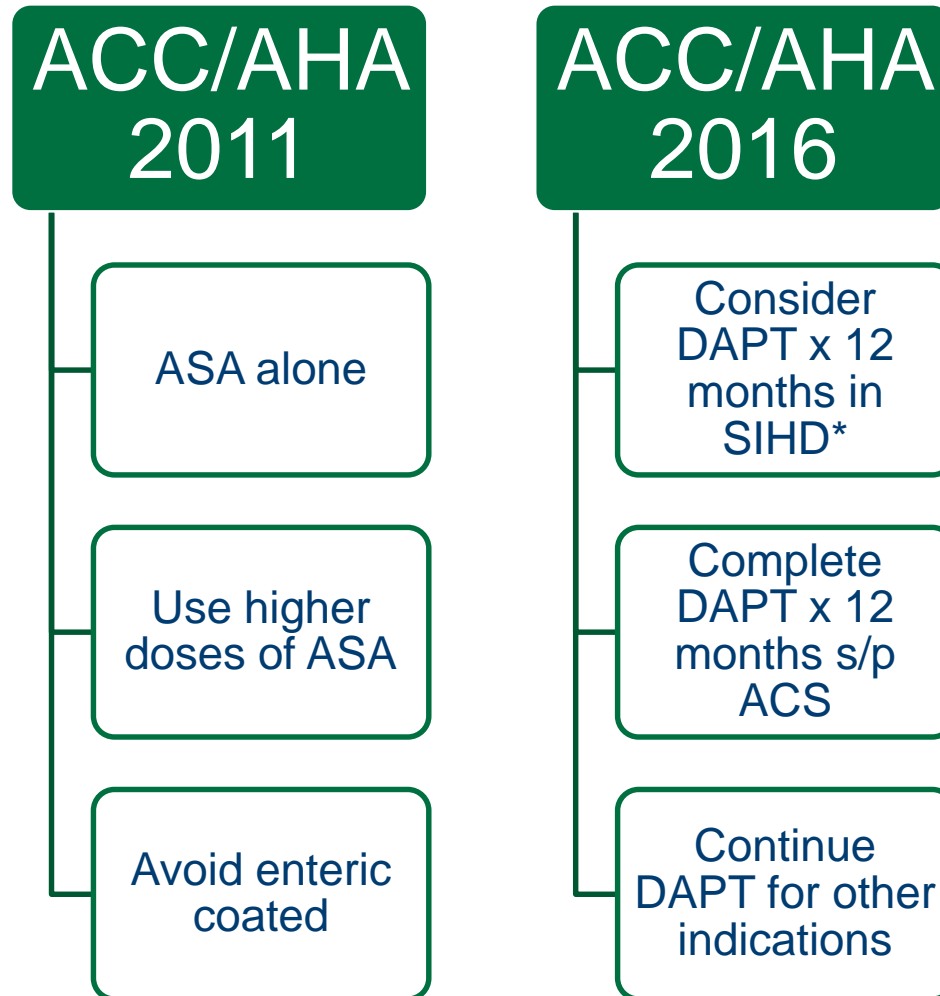 ACC/AHA
2011
ASA alone
Use higher
doses of ASA
Avoid enteric
coated
ACC/AHA
2016
Consider
DAPT x 12
months in
SIHD*
Complete
DAPT x 12
months s/p
ACS
Continue
DAPT for other
indications